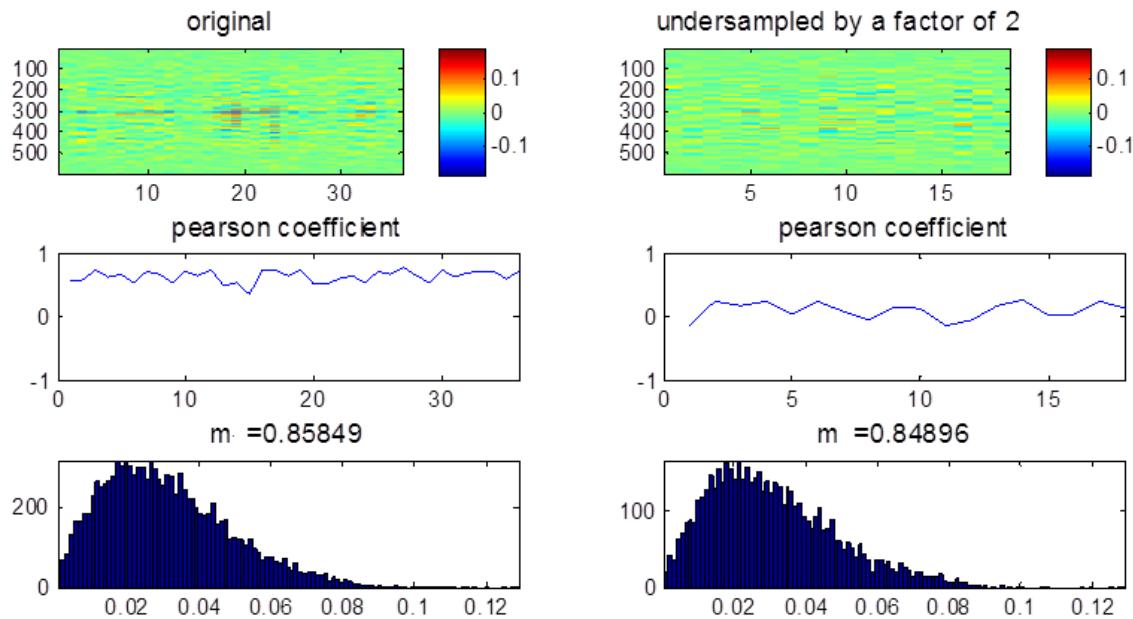 original
undersampled by a factor of 2
100
200
300
400
500
10 20 30
0.1
0
-0.1
100
200
300
400
500
5 10 15
0.1
0
-0.1
pearson coefficient
pearson coefficient
1
0
-1
0 10 20 30
1
0
-1
0 5 10 15
m =0.85849
m =0.84896
200
0
0.02 0.04 0.06 0.08 0.1 0.12
100
0
0.02 0.04 0.06 0.08 0.1 0.12